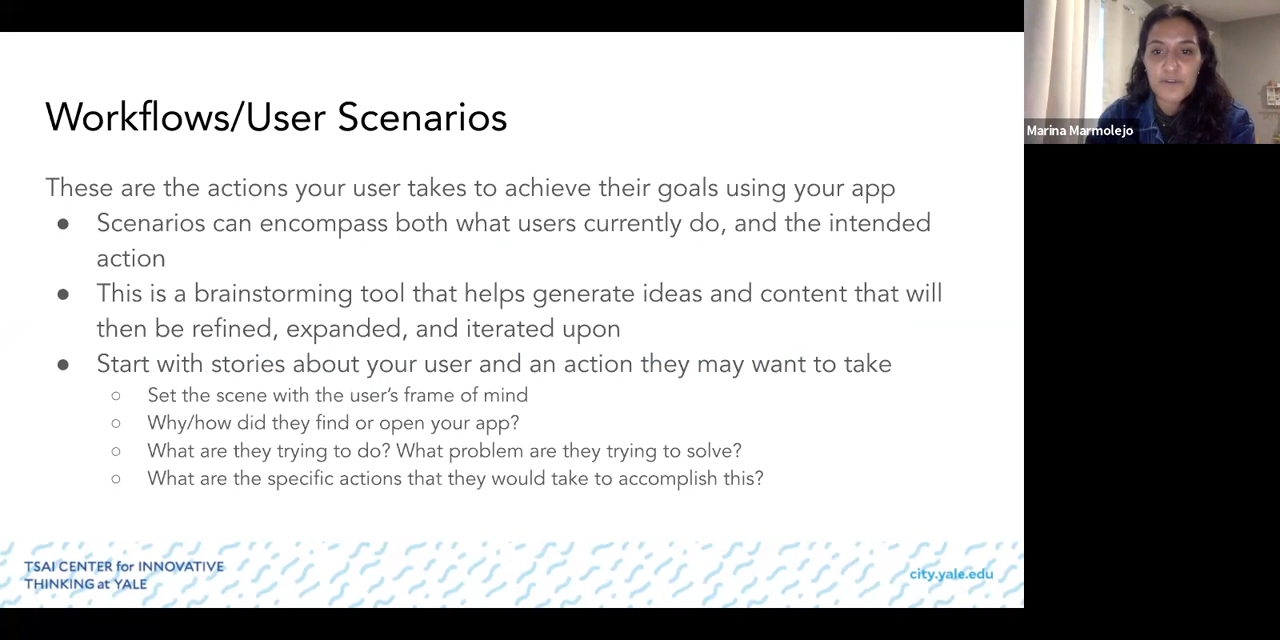 Workflows/User Scenarios
These are the actions your user takes to achieve their goals using your app
● Scenarios can encompass both what users currently do, and the intended
action
● This is a brainstorming tool that helps generate ideas and content that will
then be refined, expanded, and iterated upon
● Start with stories about your user and an action they may want to take
○ Set the scene with the user’s frame of mind
○ Why/how did they find or open your app?
○ What are they trying to do? What problem are they trying to solve?
○ What are the specific actions that they would take to accomplish this?
TSAI CENTER for INNOVATIVE
THINKING at YALE
city.yale.edu
Marina Marmolejo